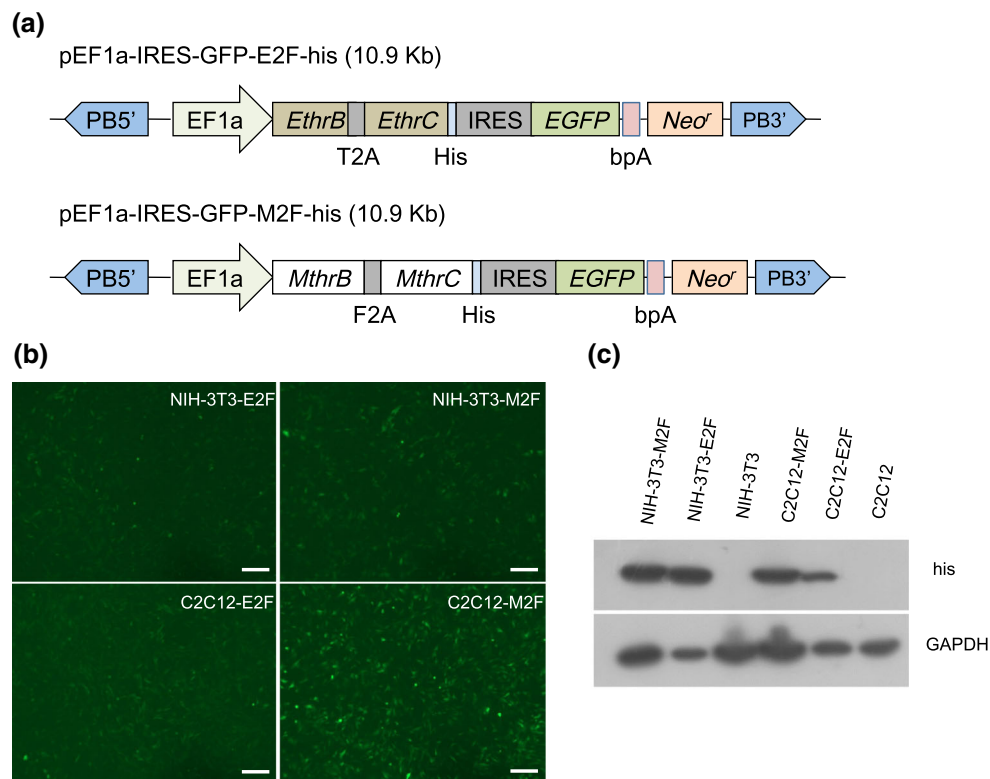 (a)
pEF1a-IRES-GFP-E2F-his (10.9 Kb)
PB5’ EF1a EthrB EthrC IRES EGFP Neoʳ PB3’
T2A His bpA
pEF1a-IRES-GFP-M2F-his (10.9 Kb)
PB5’ EF1a MthrB MthrC IRES EGFP Neoʳ PB3’
F2A His bpA
(b)
NIH-3T3-E2F NIH-3T3-M2F
C2C12-E2F C2C12-M2F
(c)
NIH-3T3-M2F NIH-3T3-E2F NIH-3T3 C2C12-M2F C2C12-E2F C2C12
his
GAPDH